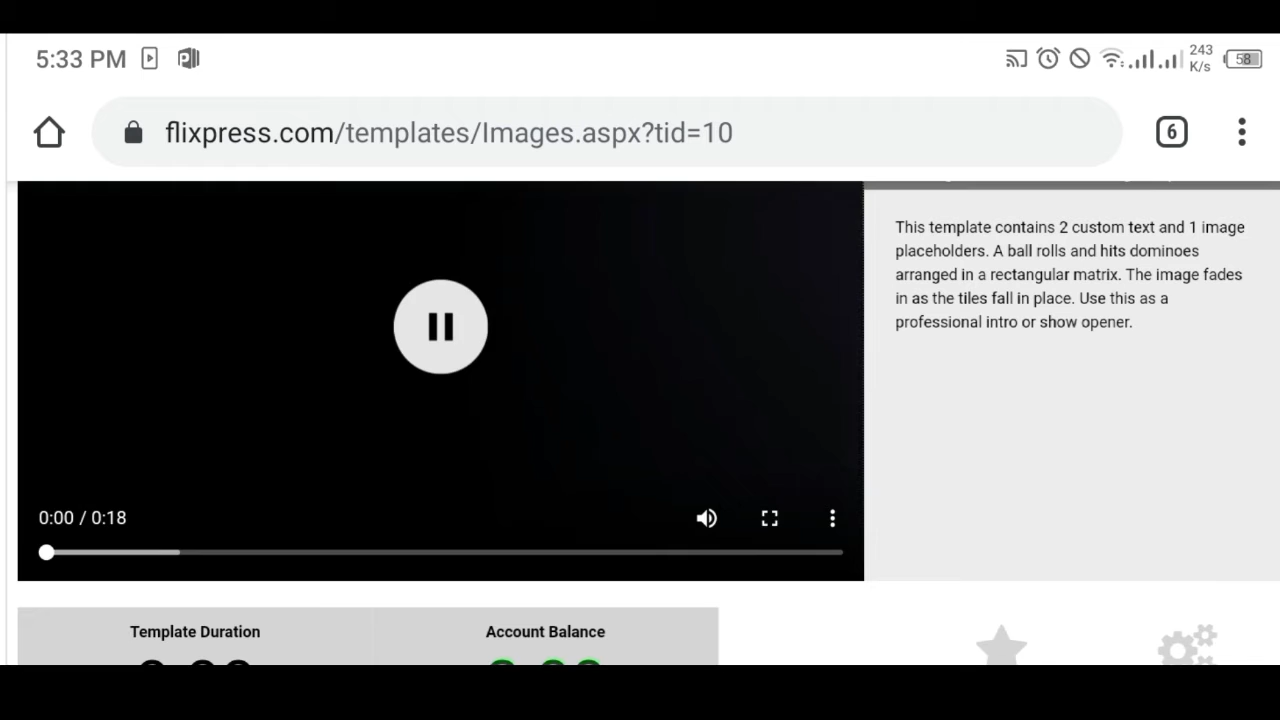 5:33 PM
243
K/s
58
flixpress.com/templates/Images.aspx?tid=10
6
This template contains 2 custom text and 1 image
placeholders. A ball rolls and hits dominoes
arranged in a rectangular matrix. The image fades
in as the tiles fall in place. Use this as a
professional intro or show opener.
0:00 / 0:18
Template Duration
Account Balance